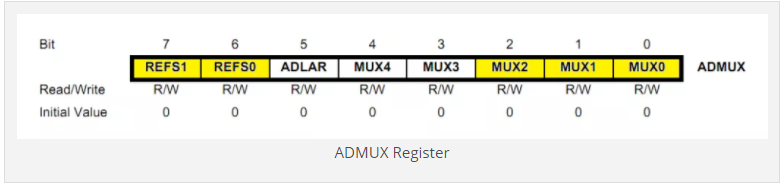 Bit 7 6 5 4 3 2 1 0
REFS1 REFS0 ADLAR MUX4 MUX3 MUX2 MUX1 MUX0 ADMUX
Read/Write R/W R/W R/W R/W R/W R/W R/W R/W
Initial Value 0 0 0 0 0 0 0 0
ADMUX Register